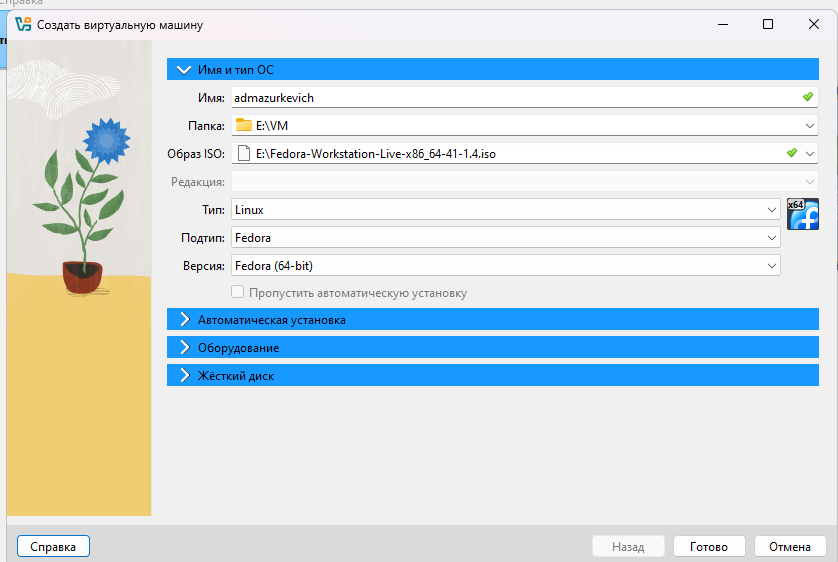 Справка
Создать виртуальную машину
Имя и тип ОС
Имя: admazurkevich
Папка: E:\VM
Образ ISO: E:\Fedora-Workstation-Live-x86_64-41-1.4.iso
Редакция:
Тип: Linux
x64
Подтип: Fedora
Версия: Fedora (64-bit)
Пропустить автоматическую установку
Автоматическая установка
Оборудование
Жёсткий диск
Справка Назад Готово Отмена